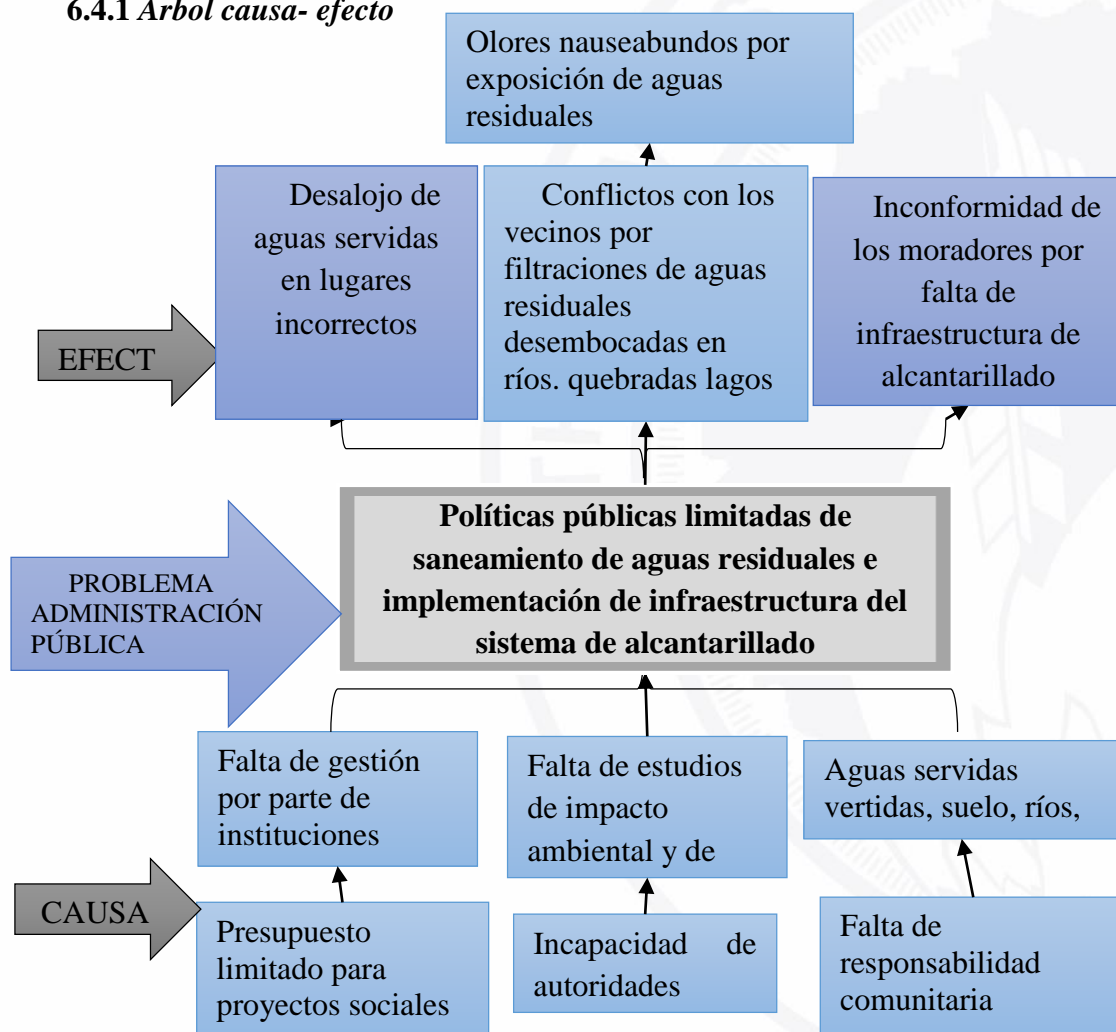 6.4.1 Árbol causa- efecto
Olores nauseabundos por
exposición de aguas
residuales
Desalojo de
aguas servidas
en lugares
incorrectos
Conflictos con los
vecinos por
filtraciones de aguas
residuales
desembocadas en
ríos. quebradas lagos
Inconformidad de
los moradores por
falta de
infraestructura de
alcantarillado
EFECT
Políticas públicas limitadas de
saneamiento de aguas residuales e
implementación de infraestructura del
sistema de alcantarillado
PROBLEMA
ADMINISTRACIÓN
PÚBLICA
Falta de gestión
por parte de
instituciones
Falta de estudios
de impacto
ambiental y de
Aguas servidas
vertidas, suelo, ríos,
CAUSA
Presupuesto
limitado para
proyectos sociales
Incapacidad de
autoridades
Falta de
responsabilidad
comunitaria